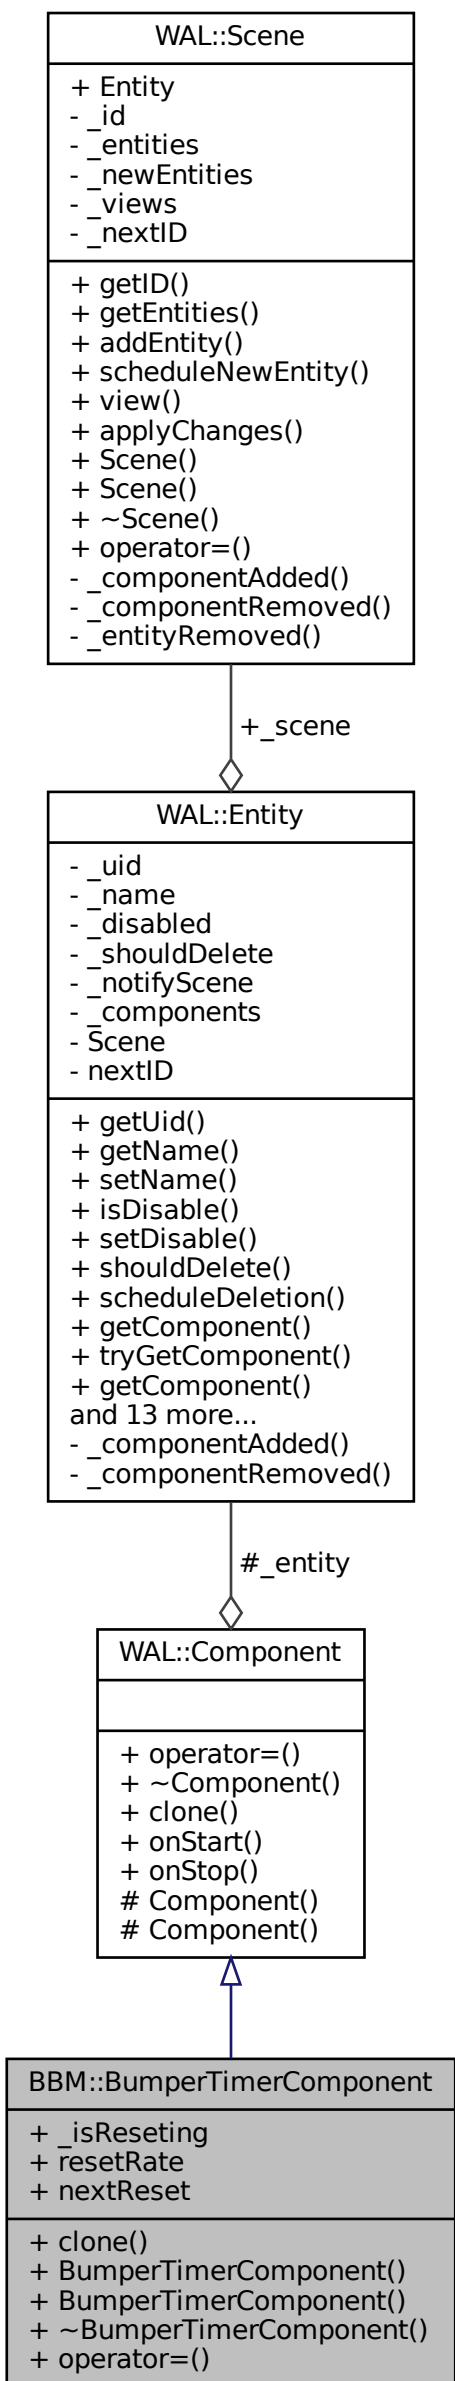 WAL::Scene
+ Entity
- _id
- _entities
- _newEntities
- _views
- _nextID
+ getID()
+ getEntities()
+ addEntity()
+ scheduleNewEntity()
+ view()
+ applyChanges()
+ Scene()
+ Scene()
+ ~Scene()
+ operator=()
- _componentAdded()
- _componentRemoved()
- _entityRemoved()
+_scene
WAL::Entity
- _uid
- _name
- _disabled
- _shouldDelete
- _notifyScene
- _components
- Scene
- nextID
+ getUid()
+ getName()
+ setName()
+ isDisable()
+ setDisable()
+ shouldDelete()
+ scheduleDeletion()
+ getComponent()
+ tryGetComponent()
+ getComponent()
and 13 more...
- _componentAdded()
- _componentRemoved()
#_entity
WAL::Component
+ operator=()
+ ~Component()
+ clone()
+ onStart()
+ onStop()
# Component()
# Component()
BBM::BumperTimerComponent
+ _isReseting
+ resetRate
+ nextReset
+ clone()
+ BumperTimerComponent()
+ BumperTimerComponent()
+ ~BumperTimerComponent()
+ operator=()